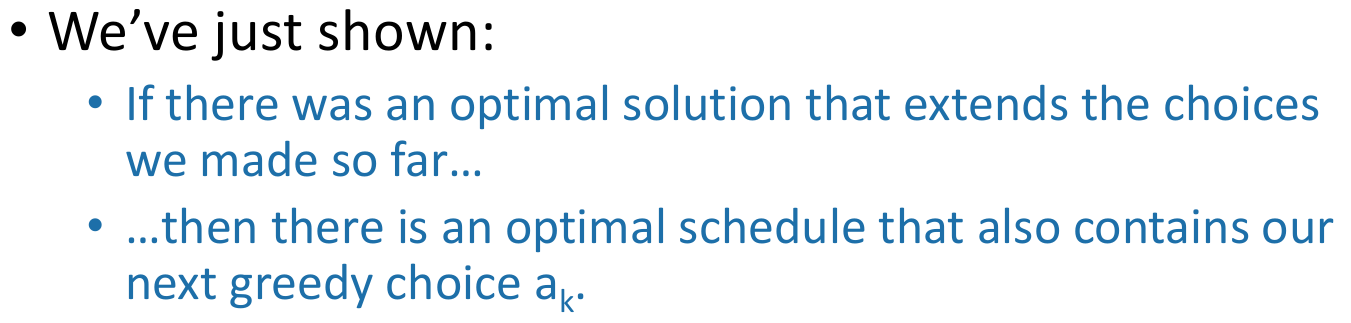 • We’ve just shown:
• If there was an optimal solution that extends the choices
we made so far…
• …then there is an optimal schedule that also contains our
next greedy choice aₖ.